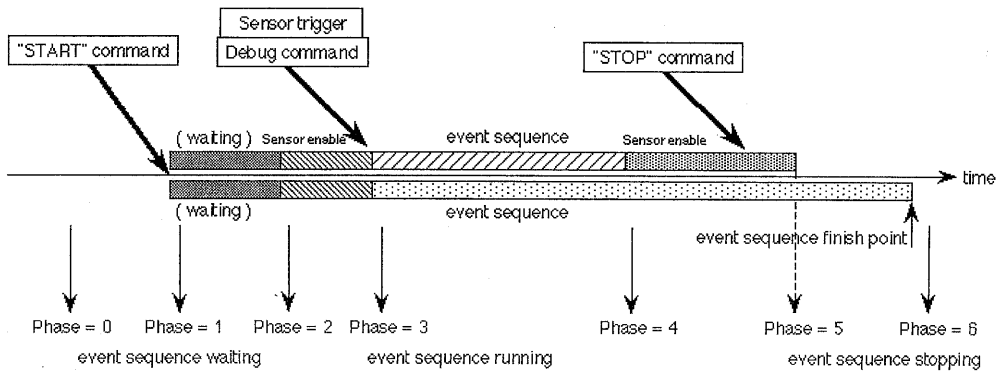 Sensor trigger
"START" command
Debug command
"STOP" command
( waiting )
Sensor enable
event sequence
Sensor enable
time
( waiting )
event sequence
event sequence finish point
Phase = 0
Phase = 1
Phase = 2
Phase = 3
Phase = 4
Phase = 5
Phase = 6
event sequence waiting
event sequence running
event sequence stopping